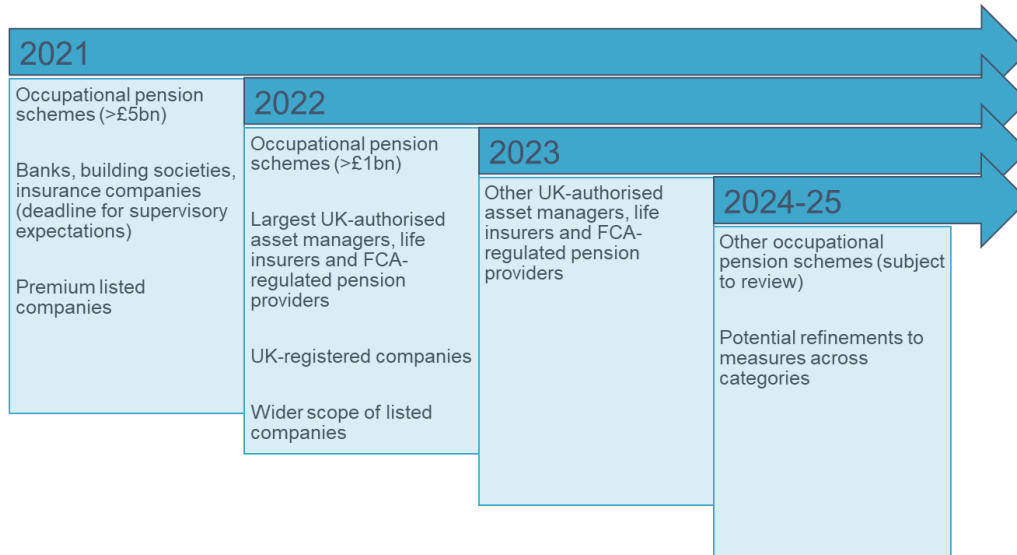 2021
Occupational pension
schemes (>£5bn)
Banks, building societies,
insurance companies
(deadline for supervisory
expectations)
Premium listed
companies
2022
Occupational pension
schemes (>£1bn)
Largest UK-authorised
asset managers, life
insurers and FCA-
regulated pension
providers
UK-registered companies
Wider scope of listed
companies
2023
Other UK-authorised
asset managers, life
insurers and FCA-
regulated pension
providers
2024-25
Other occupational
pension schemes (subject
to review)
Potential refinements to
measures across
categories